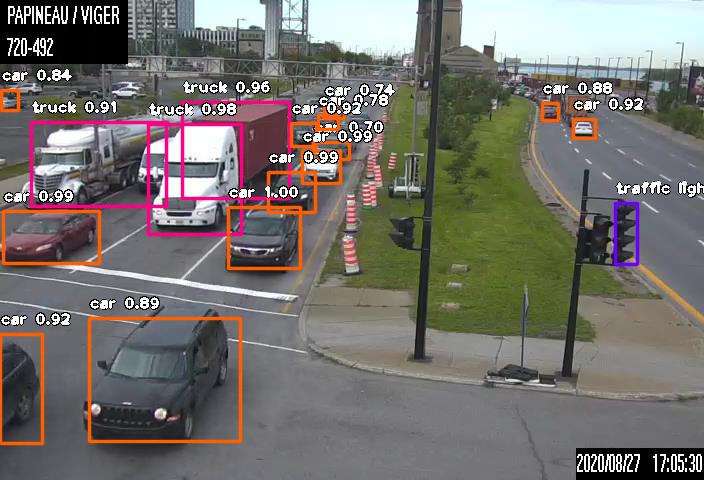 PAPINEAU / VIGER
720-492
car 0.84
truck 0.91
truck 0.98
truck 0.96
car 0.74
car 0.78
car 0.92
car 0.70
car 0.99
car 0.99
car 1.00
car 0.88
car 0.92
traffic ligh
car 0.99
car 0.89
car 0.92
2020/08/27 17:05:30